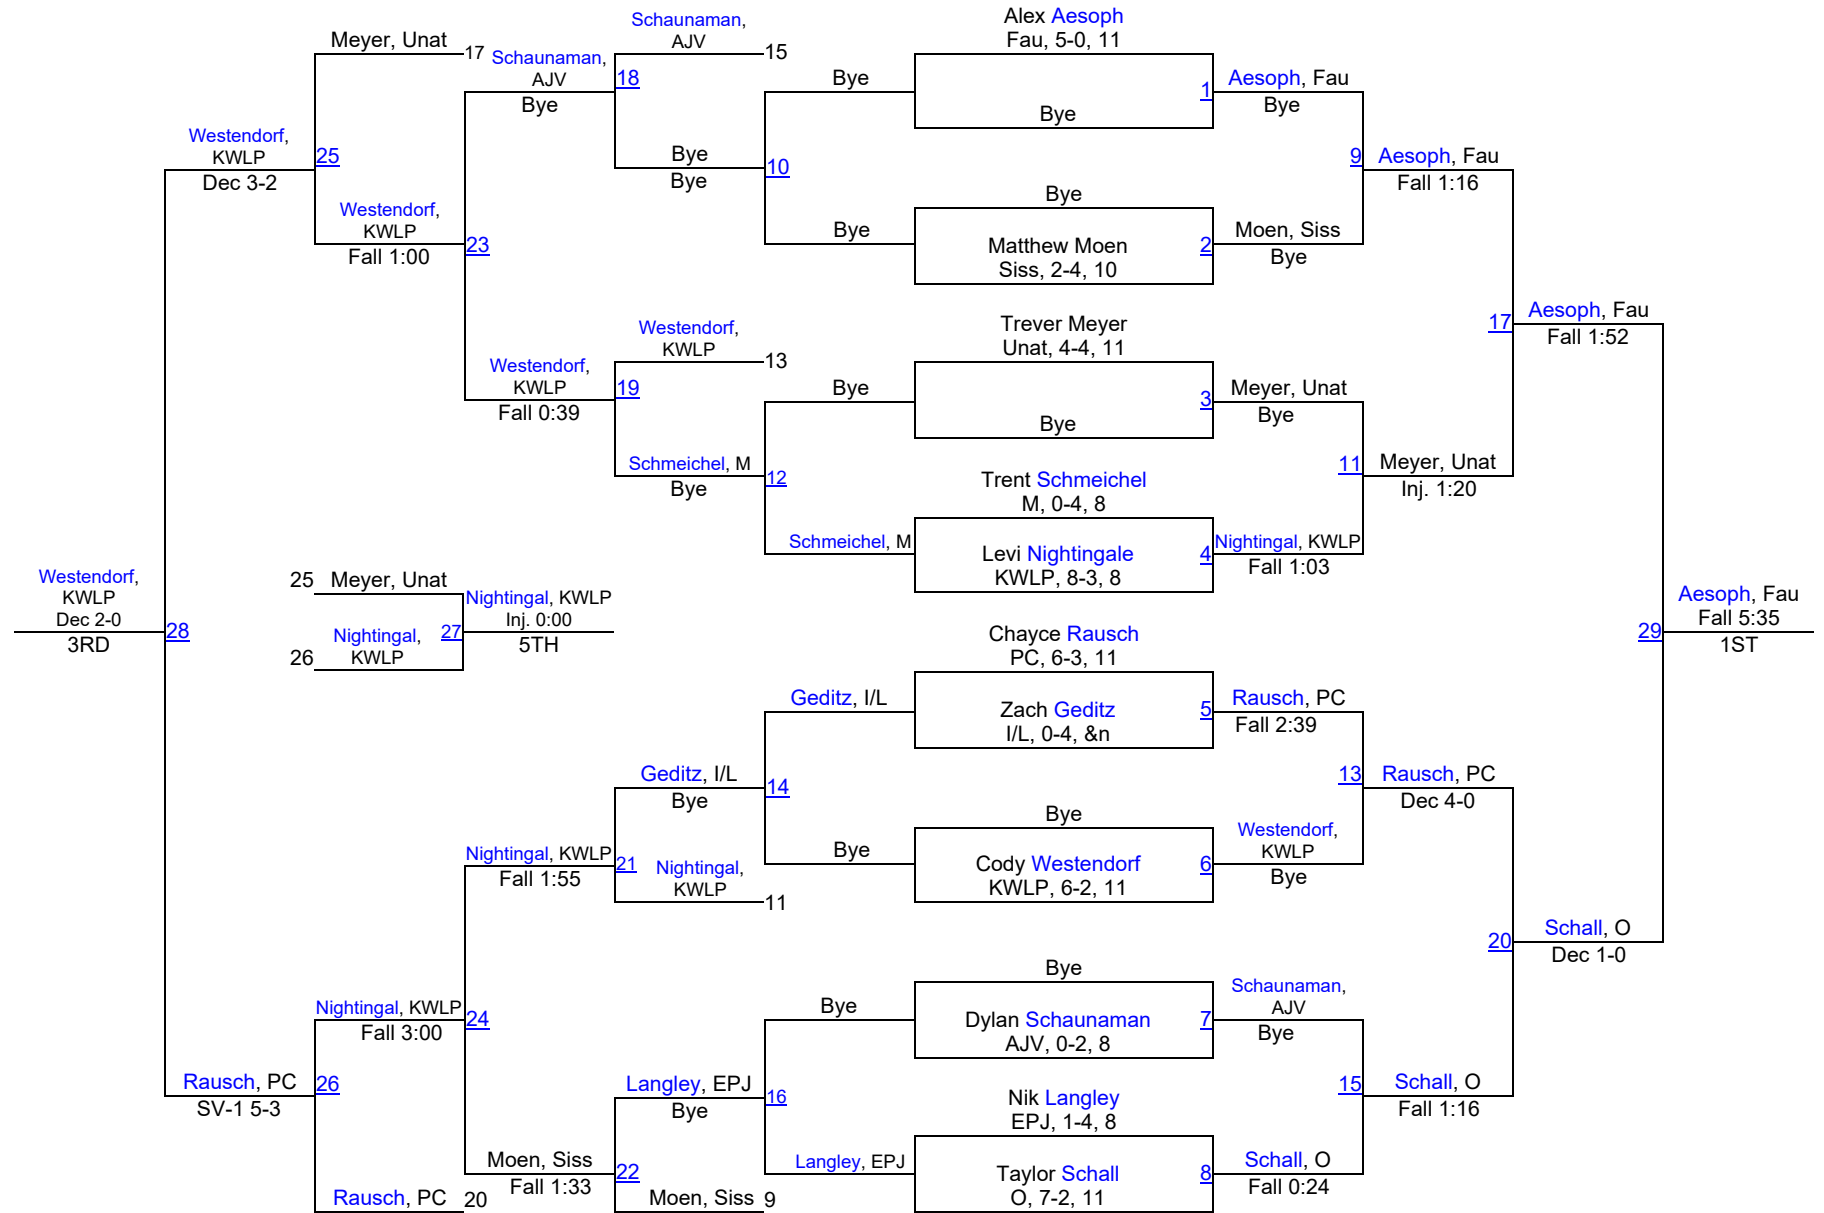 Alex Aesoph
Fau, 5-0, 11
Schaunaman,
AJV
15
Meyer, Unat
17
Schaunaman,
AJV
Bye
18
Bye
Bye
1
Aesoph, Fau
Bye
Westendorf,
KWLP
Dec 3-2
25
Bye
Bye
10
9
Aesoph, Fau
Fall 1:16
Westendorf,
KWLP
Fall 1:00
23
Bye
Bye
Matthew Moen
Siss, 2-4, 10
2
Moen, Siss
Bye
Westendorf,
KWLP
13
Trever Meyer
Unat, 4-4, 11
17
Aesoph, Fau
Fall 1:52
Westendorf,
KWLP
Fall 0:39
19
Bye
Bye
3
Meyer, Unat
Bye
Schmeichel, M
Bye
12
Trent Schmeichel
M, 0-4, 8
11
Meyer, Unat
Inj. 1:20
Schmeichel, M
Levi Nightingale
KWLP, 8-3, 8
4
Nightingal, KWLP
Fall 1:03
Westendorf,
KWLP
Dec 2-0
3RD
28
25
Meyer, Unat
26
Nightingal,
KWLP
27
Nightingal, KWLP
Inj. 0:00
5TH
29
Aesoph, Fau
Fall 5:35
1ST
Chayce Rausch
PC, 6-3, 11
Geditz, I/L
Zach Geditz
I/L, 0-4, &n
5
Rausch, PC
Fall 2:39
Geditz, I/L
Bye
14
13
Rausch, PC
Dec 4-0
Nightingal, KWLP
Fall 1:55
21
Nightingal,
KWLP
11
Bye
Bye
Cody Westendorf
KWLP, 6-2, 11
6
Westendorf,
KWLP
Bye
20
Schall, O
Dec 1-0
Nightingal, KWLP
Fall 3:00
24
Bye
Bye
Dylan Schaunaman
AJV, 0-2, 8
7
Schaunaman,
AJV
Bye
Rausch, PC
SV-1 5-3
26
Langley, EPJ
Bye
16
Nik Langley
EPJ, 1-4, 8
15
Schall, O
Fall 1:16
Moen, Siss
Fall 1:33
22
Langley, EPJ
Taylor Schall
O, 7-2, 11
8
Schall, O
Fall 0:24
Rausch, PC
20
Moen, Siss
9